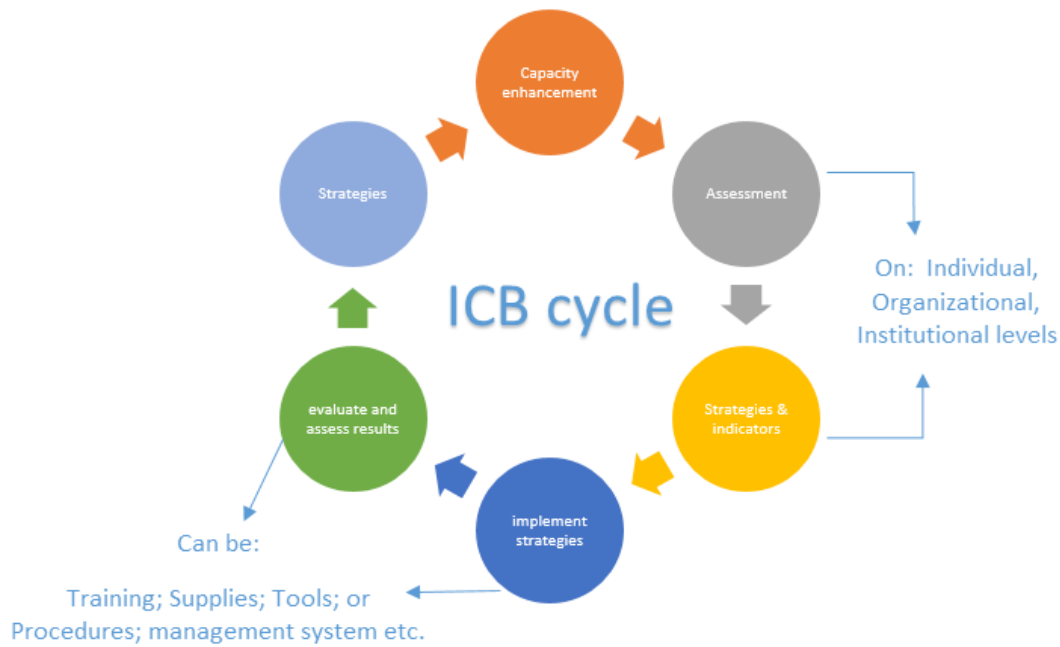 Capacity
enhancement
Strategies
Assessment
ICB cycle
On: Individual,
Organizational,
Institutional levels
evaluate and
assess results
Strategies &
indicators
implement
strategies
Can be:
Training; Supplies; Tools; or
Procedures; management system etc.